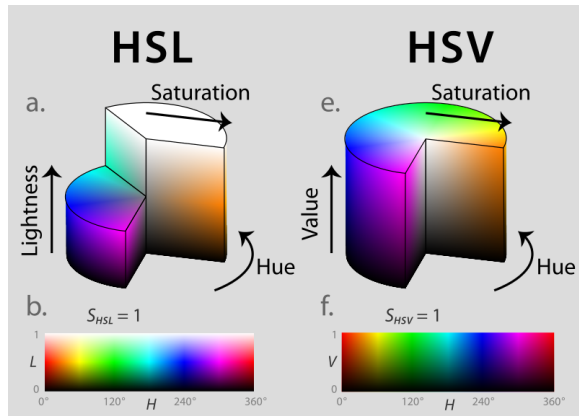 HSL
HSV
a.
Saturation
e.
Saturation
Lightness
Hue
Value
Hue
b.
S_HSL = 1
f.
S_HSV = 1
1
L
0
0°
120°
H
240°
360°
1
V
0
0°
120°
H
240°
360°